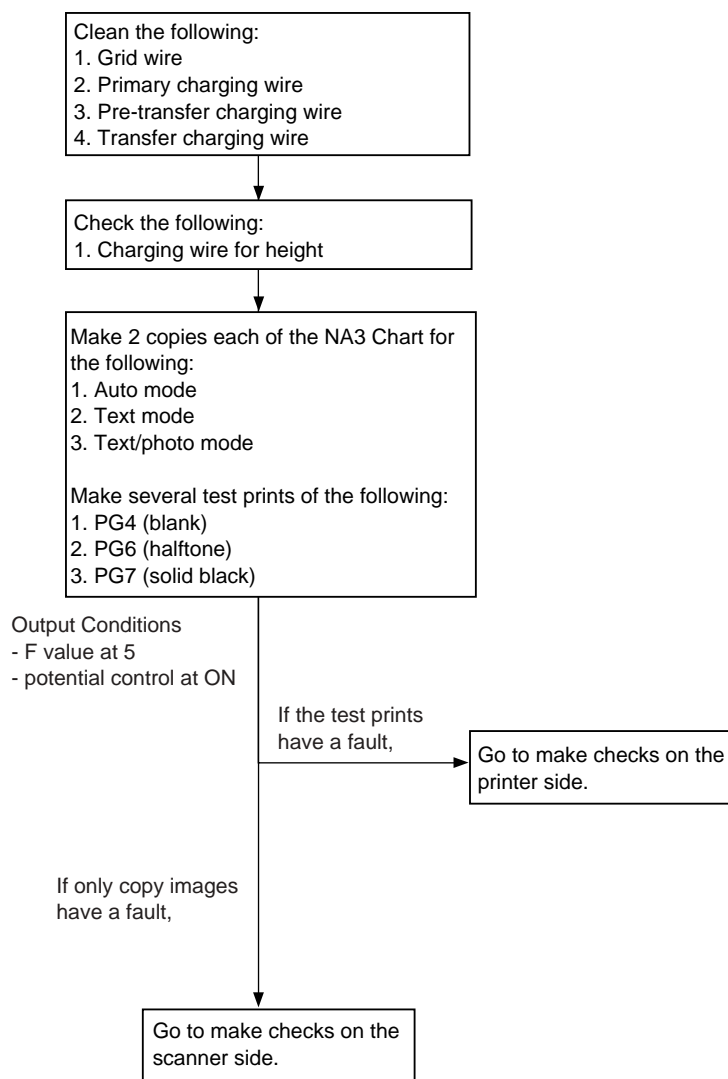 Clean the following:
1. Grid wire
2. Primary charging wire
3. Pre-transfer charging wire
4. Transfer charging wire
Check the following:
1. Charging wire for height
Make 2 copies each of the NA3 Chart for
the following:
1. Auto mode
2. Text mode
3. Text/photo mode
Make several test prints of the following:
1. PG4 (blank)
2. PG6 (halftone)
3. PG7 (solid black)
Output Conditions
- F value at 5
- potential control at ON
If the test prints
have a fault,
Go to make checks on the
printer side.
If only copy images
have a fault,
Go to make checks on the
scanner side.